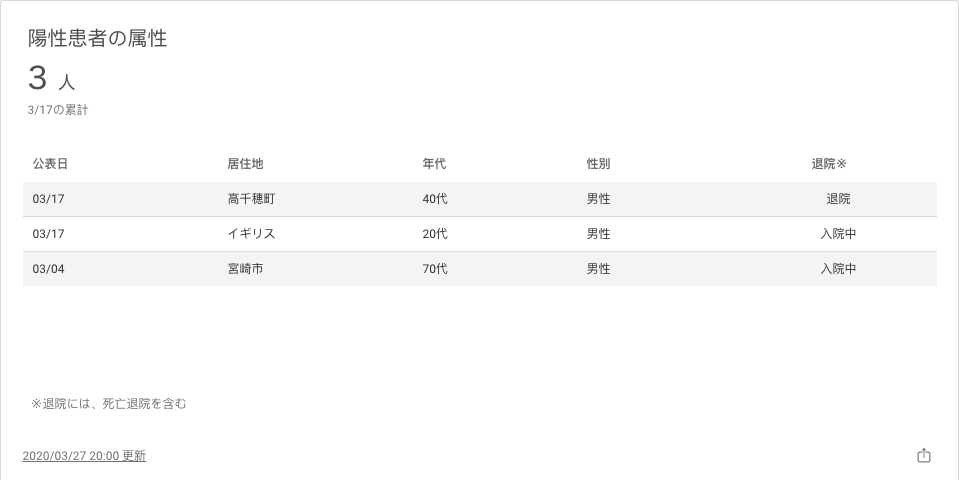 陽性患者の属性
3 人
3/17の累計
公表日 居住地 年代 性別 退院※
03/17 高千穂町 40代 男性 退院
03/17 イギリス 20代 男性 入院中
03/04 宮崎市 70代 男性 入院中
※退院には、死亡退院を含む
2020/03/27 20:00 更新